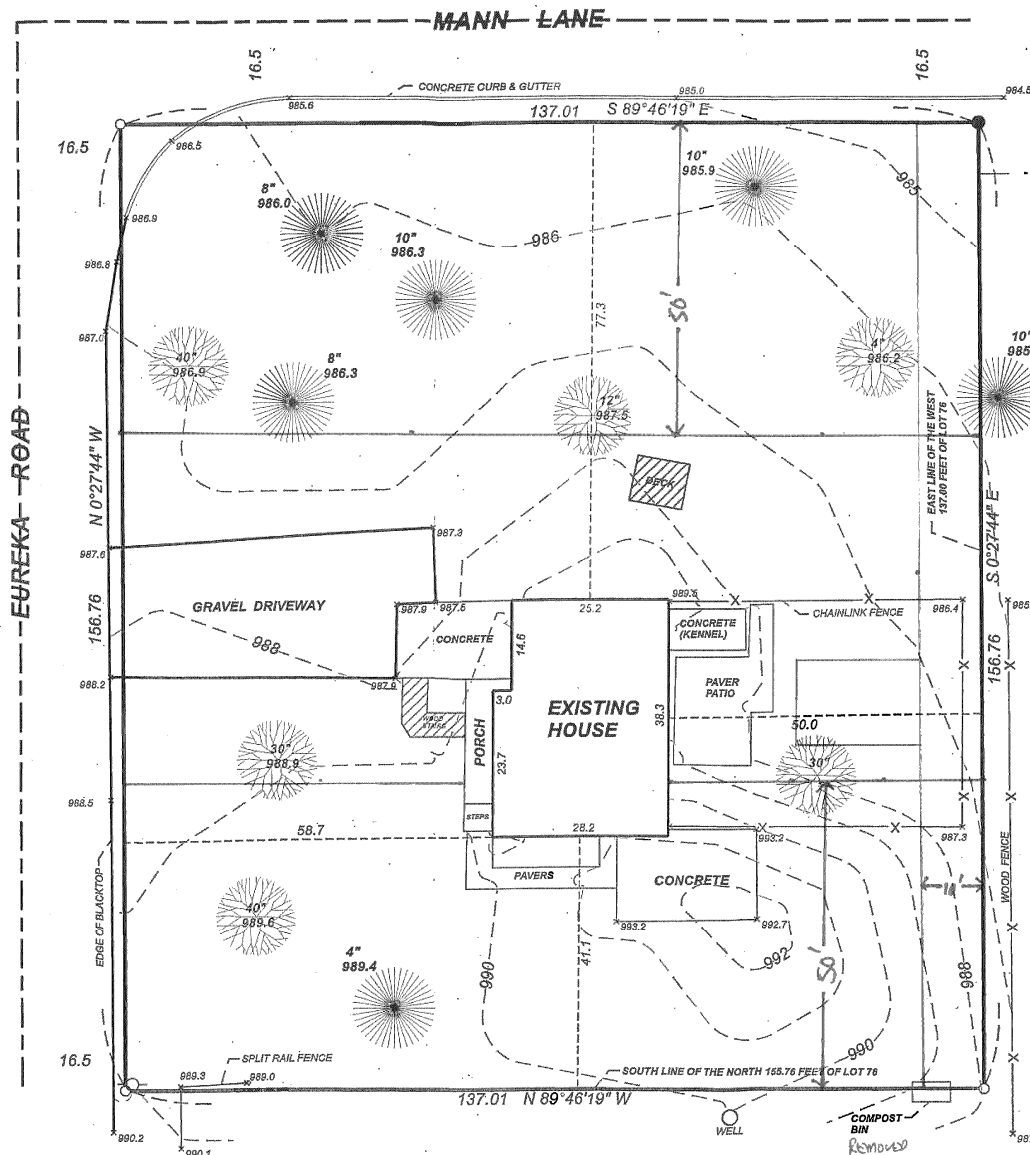 MANN LANE
16.5
16.5
CONCRETE CURB & GUTTER
985.6
985.0
984.5
137.01 S 89°46'19" E
16.5
986.5
10"
985.9
985
8"
986.0
986.9
10"
986.3
986
986.8
77.3
50'
987.0
40"
986.9
8"
986.3
4"
986.2
10"
985
12"
987.5
EUREKA ROAD
N 0°27'44" W
EAST LINE OF THE WEST
137.00 FEET OF LOT 76
DECK
S 0°27'44" E
987.3
987.6
GRAVEL DRIVEWAY
987.9
987.6
25.2
989.5
986.4
985.
CHAINLINK FENCE
156.76
988
CONCRETE
14.6
CONCRETE
(KENNEL)
156.76
988.2
987.9
PAVER
PATIO
3.0
EXISTING
HOUSE
38.3
50.0
WOOD
STAIRS
PORCH
23.7
30"
988.9
30"
988.5
STEPS
58.7
28.2
993.2
987.3
WOOD FENCE
PAVERS
CONCRETE
EDGE OF BLACKTOP
40"
989.6
993.2
992.7
992
50'
4"
989.4
990
41.1
988
990
16.5
SPLIT RAIL FENCE
989.3
989.0
SOUTH LINE OF THE NORTH 155.76 FEET OF LOT 76
137.01 N 89°46'19" W
WELL
COMPOST
BIN
REMOVED
990.2
990.1